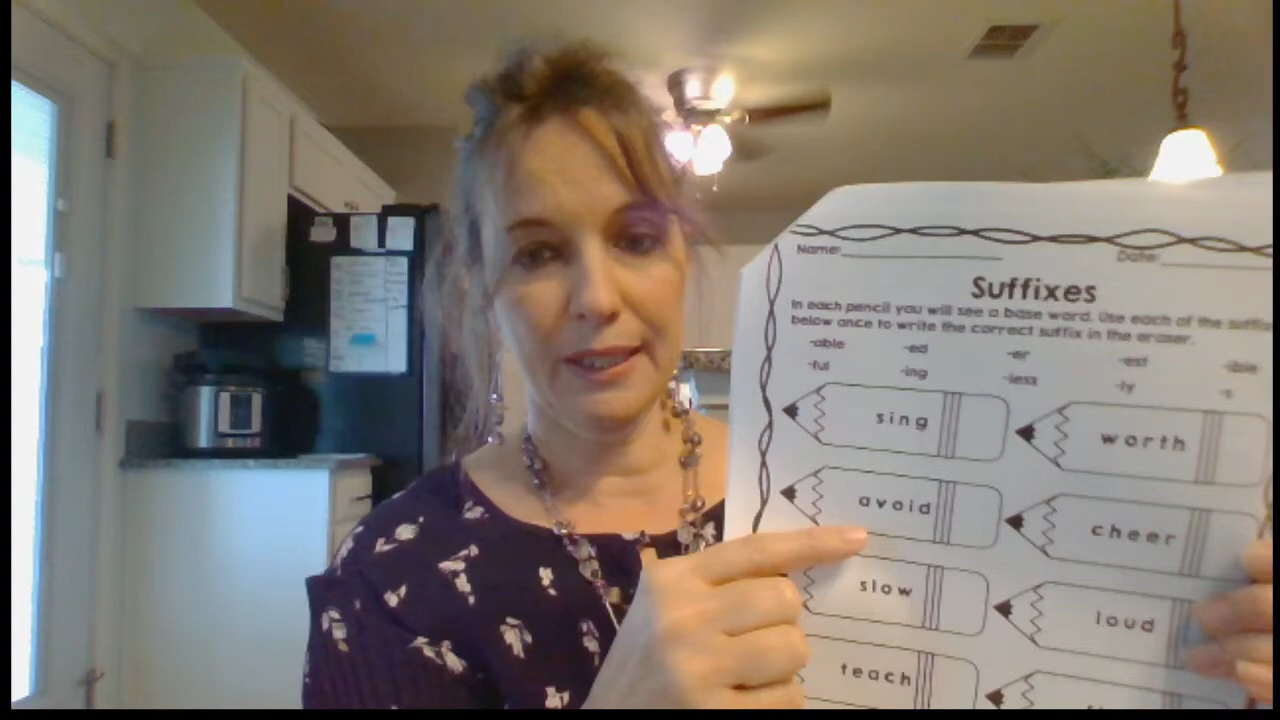 Name: Date:
Suffixes
In each pencil you will see a base word. Use each of the suffix
below once to write the correct suffix in the eraser.
-able -ed -er -est -ible
-ful -ing -less -ly -s
sing worth
avoid cheer
slow loud
teach